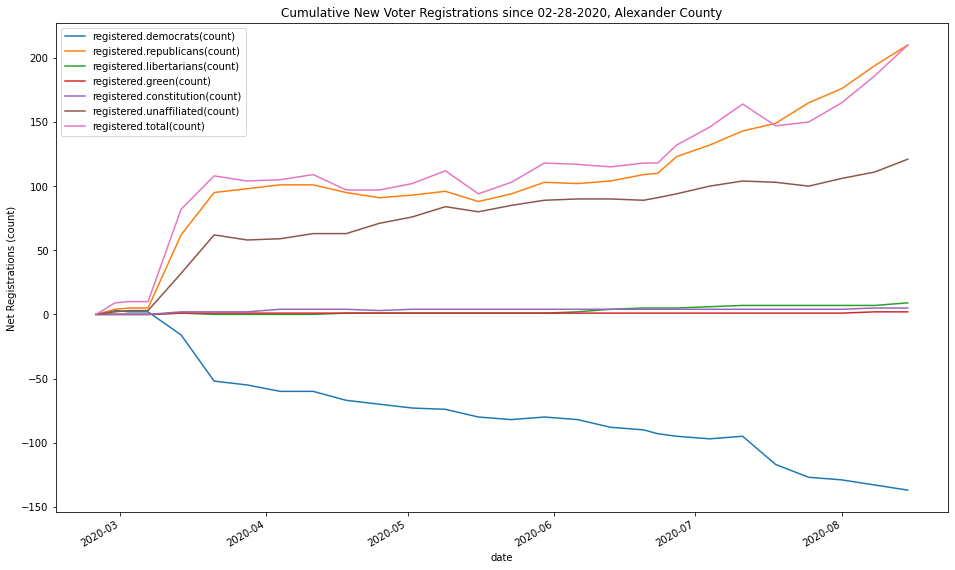 Cumulative New Voter Registrations since 02-28-2020, Alexander County
registered.democrats(count)
registered.republicans(count)
registered.libertarians(count)
registered.green(count)
registered.constitution(count)
registered.unaffiliated(count)
registered.total(count)
Net Registrations (count)
200
150
100
50
0
−50
−100
−150
2020-03
2020-04
2020-05
2020-06
2020-07
2020-08
date